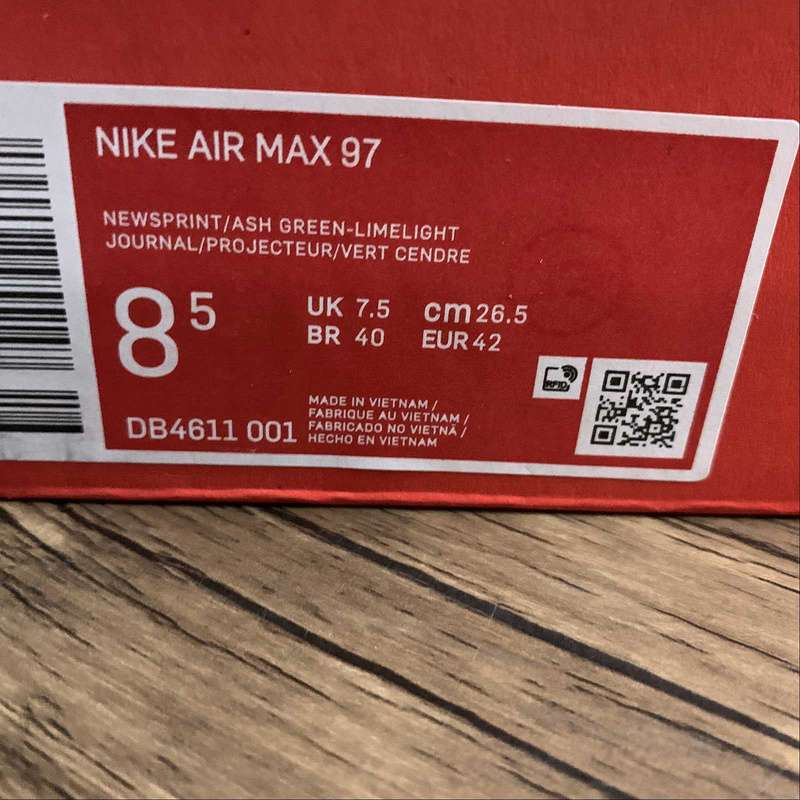 NIKE AIR MAX 97
NEWSPRINT/ASH GREEN-LIMELIGHT
JOURNAL/PROJECTEUR/VERT CENDRE
8 5
UK 7.5 cm 26.5
BR 40 EUR 42
RFID
DB4611 001
MADE IN VIETNAM /
FABRIQUE AU VIETNAM /
FABRICADO NO VIETNÃ /
HECHO EN VIETNAM